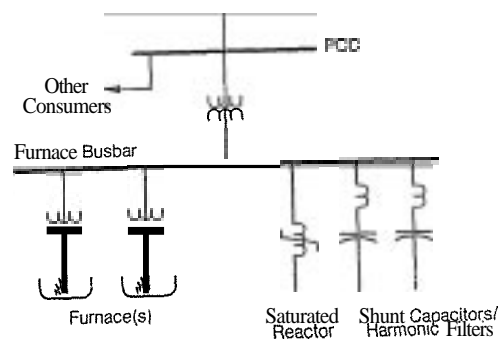 PCC
Other
Consumers
Furnace Busbar
Furnace(s)
Saturated
Reactor
Shunt Capacitors/
Harmonic Filters